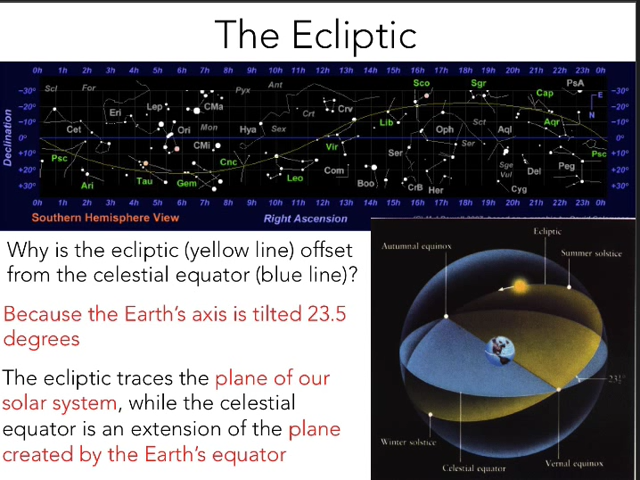 The Ecliptic
0h 1h 2h 3h 4h 5h 6h 7h 8h 9h 10h 11h 12h 13h 14h 15h 16h 17h 18h 19h 20h 21h 22h 23h 0h
Scl For Pyx Ant Sco Sgr Cap PsA
-30° -30°
E
-20° Eri Lep CMa Crt Crv -20°
N
-10° Cet Ori Mon Hya Sex Lib Oph Sct Aql Aqr -10°
Declination
0° 0°
+10° Psc CMi Cnc Vir Ser Ser Psc +10°
+20° Ari Tau Gem Leo Com Boo CrB Her Sge Vul Del Peg +20°
+30° Cyg +30°
0h 1h 2h 3h 4h 5h 6h 7h 8h 9h 10h 11h 12h 13h 14h 15h 16h 17h 18h 19h 20h 21h 22h 23h 0h
Southern Hemisphere View Right Ascension
Why is the ecliptic (yellow line) offset
from the celestial equator (blue line)?
Because the Earth's axis is tilted 23.5
degrees
The ecliptic traces the plane of our
solar system, while the celestial
equator is an extension of the plane
created by the Earth's equator
Ecliptic
Autumnal equinox
Summer solstice
Winter solstice
Celestial equator
Vernal equinox